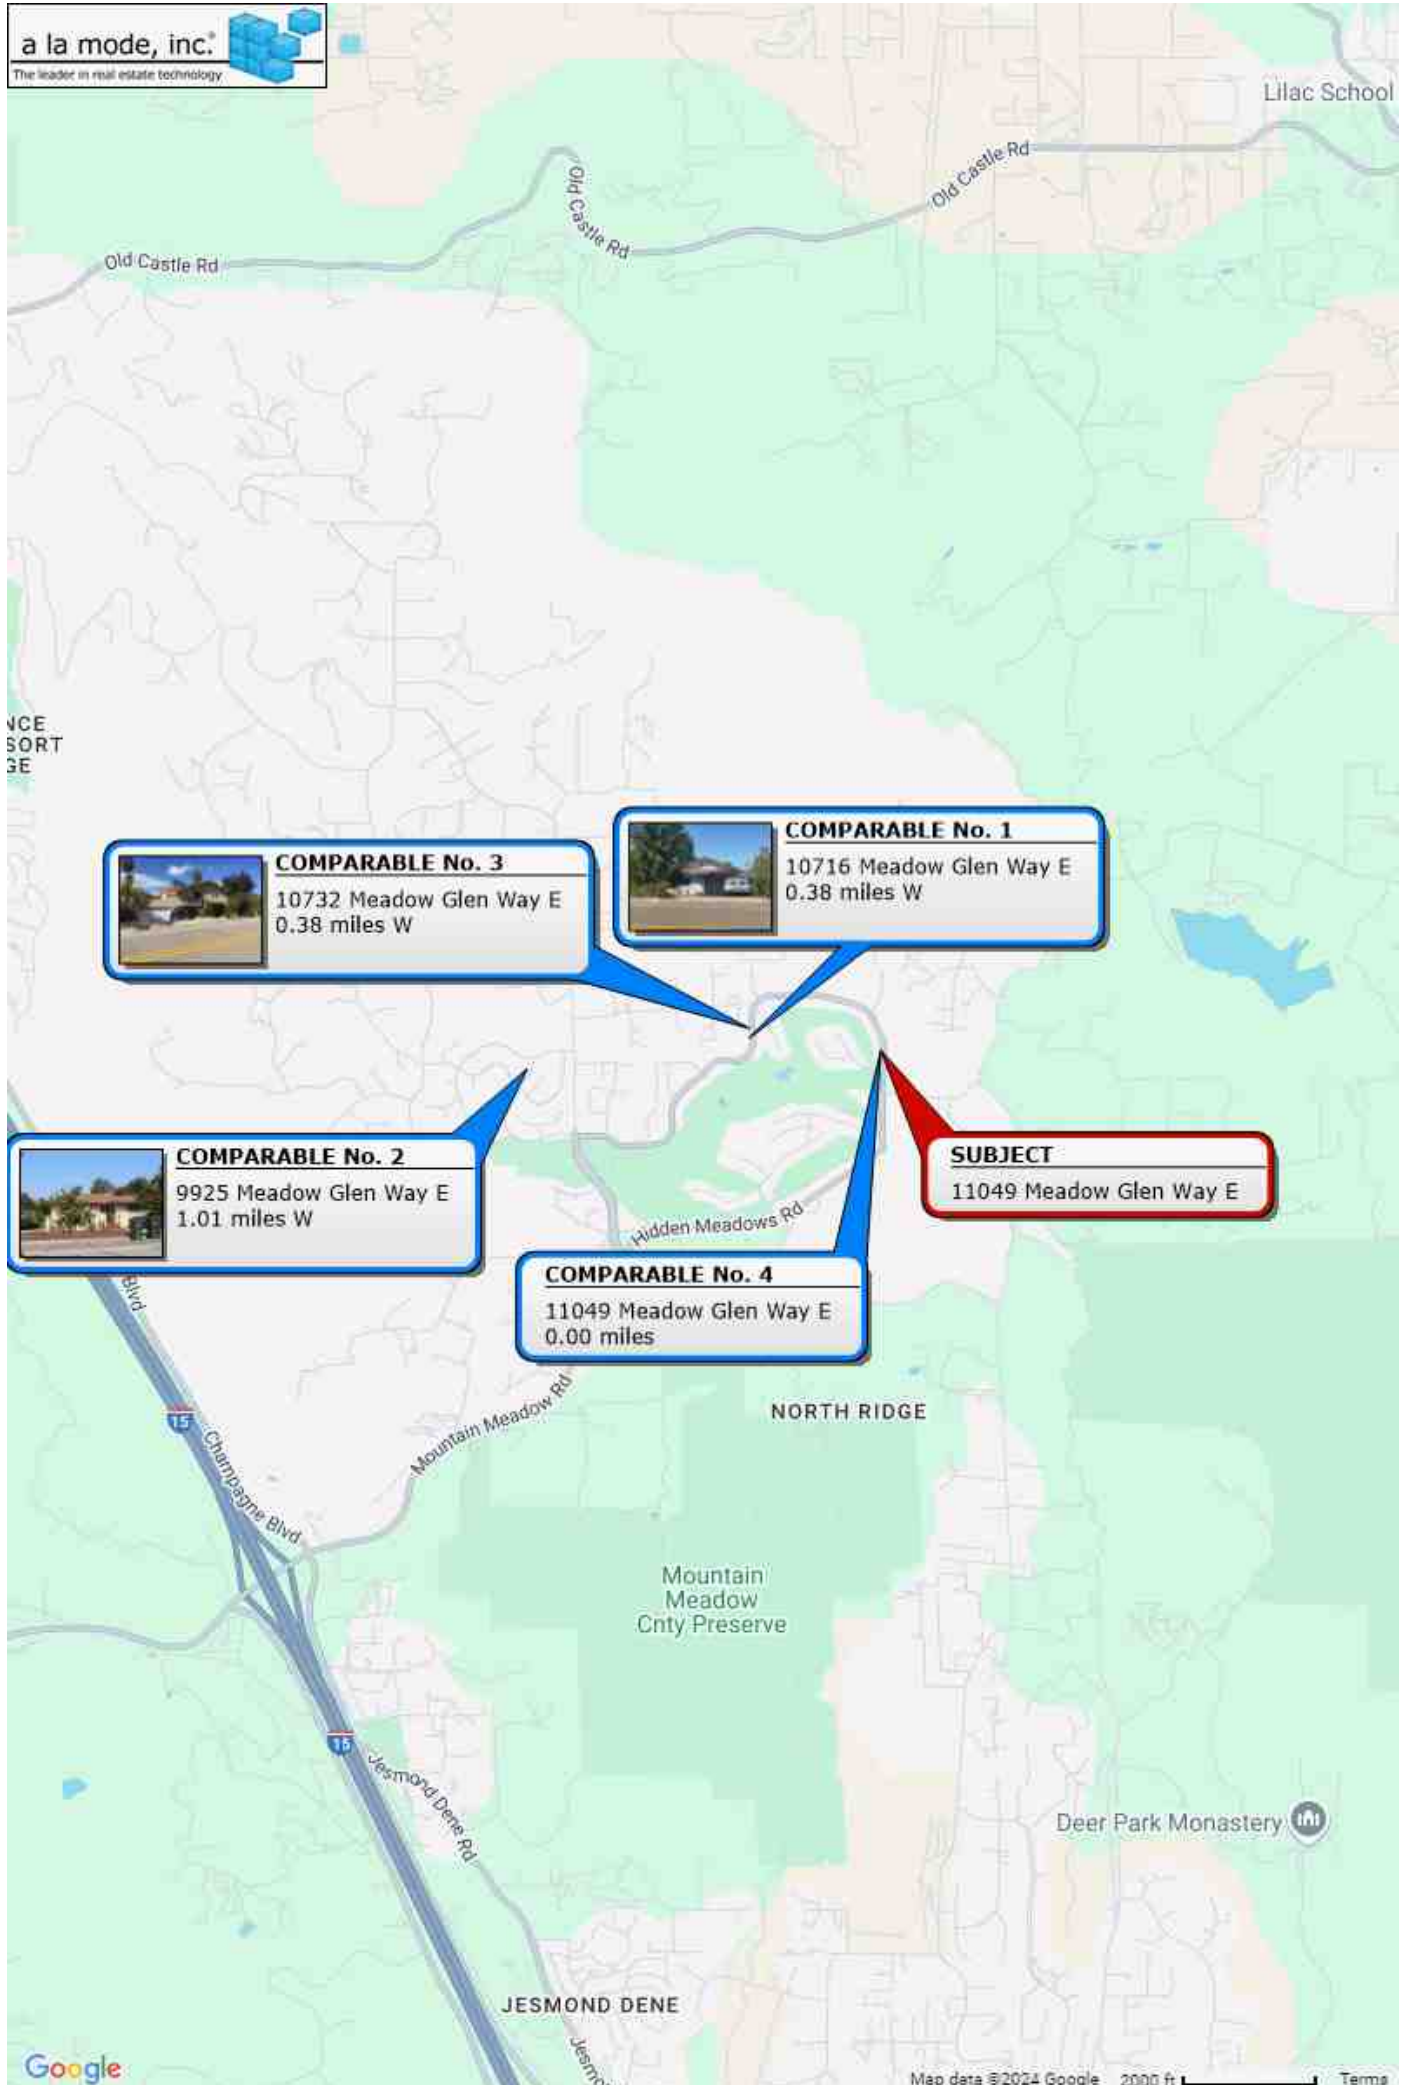 a la mode, inc.®
The leader in real estate technology
Lilac School
Old Castle Rd
Old Castle Rd
Old Castle Rd
NCE
SORT
GE
COMPARABLE No. 1
10716 Meadow Glen Way E
0.38 miles W
COMPARABLE No. 3
10732 Meadow Glen Way E
0.38 miles W
COMPARABLE No. 2
9925 Meadow Glen Way E
1.01 miles W
SUBJECT
11049 Meadow Glen Way E
Hidden Meadows Rd
COMPARABLE No. 4
11049 Meadow Glen Way E
0.00 miles
Blvd
Mountain Meadow Rd
NORTH RIDGE
15
Champagne Blvd
Mountain
Meadow
Cnty Preserve
15
Jesmond Dene Rd
Deer Park Monastery
JESMOND DENE
Jesmo
Google
Map data ©2024 Google 2000 ft Terms